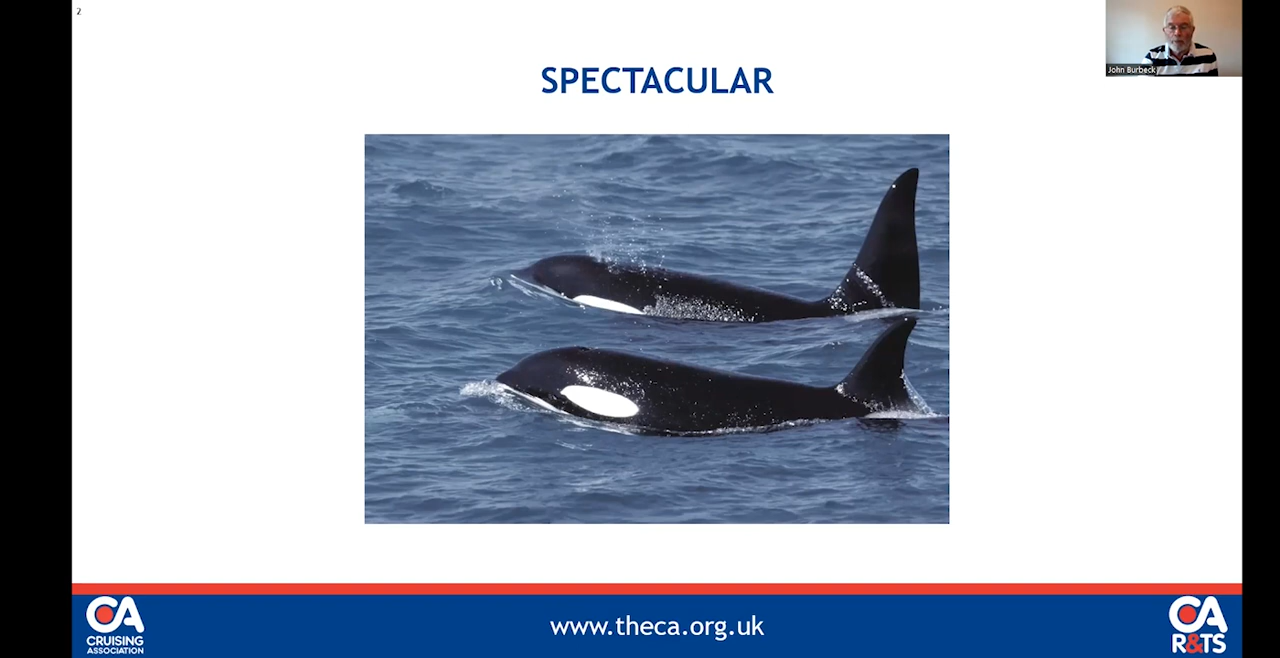 2
SPECTACULAR
John Burbeck
CA
CRUISING
ASSOCIATION
www.theca.org.uk
CA
R&TS